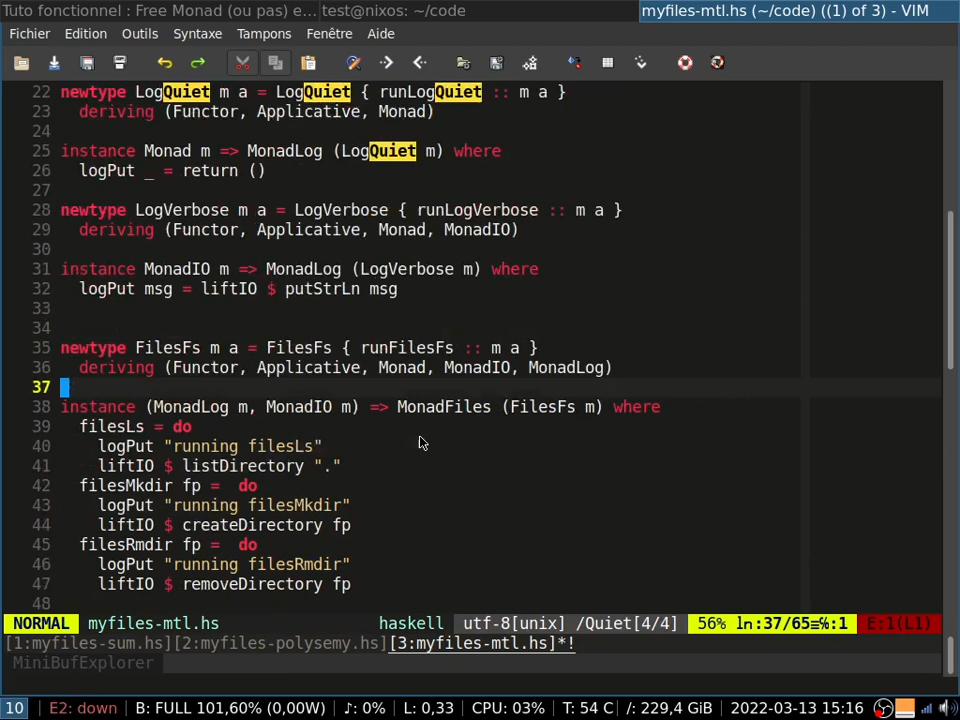 Tuto fonctionnel : Free Monad (ou pas) e… test@nixos: ~/code myfiles-mtl.hs (~/code) ((1) of 3) - VIM
Fichier Edition Outils Syntaxe Tampons Fenêtre Aide
22 newtype LogQuiet m a = LogQuiet { runLogQuiet :: m a }
23   deriving (Functor, Applicative, Monad)
24
25 instance Monad m => MonadLog (LogQuiet m) where
26   logPut _ = return ()
27
28 newtype LogVerbose m a = LogVerbose { runLogVerbose :: m a }
29   deriving (Functor, Applicative, Monad, MonadIO)
30
31 instance MonadIO m => MonadLog (LogVerbose m) where
32   logPut msg = liftIO $ putStrLn msg
33
34
35 newtype FilesFs m a = FilesFs { runFilesFs :: m a }
36   deriving (Functor, Applicative, Monad, MonadIO, MonadLog)
37
38 instance (MonadLog m, MonadIO m) => MonadFiles (FilesFs m) where
39   filesLs = do
40     logPut "running filesLs"
41     liftIO $ listDirectory "."
42   filesMkdir fp =  do
43     logPut "running filesMkdir"
44     liftIO $ createDirectory fp
45   filesRmdir fp =  do
46     logPut "running filesRmdir"
47     liftIO $ removeDirectory fp
48
NORMAL myfiles-mtl.hs haskell utf-8[unix] /Quiet[4/4] 56% ln:37/65≡℅:1 E:1(L1)
[1:myfiles-sum.hs][2:myfiles-polysemy.hs][3:myfiles-mtl.hs]*!
MiniBufExplorer
10 E2: down B: FULL 101,60% (0,00W) ♪: 0% L: 0,33 CPU: 03% T: 54 C /: 229,4 GiB 2022-03-13 15:16